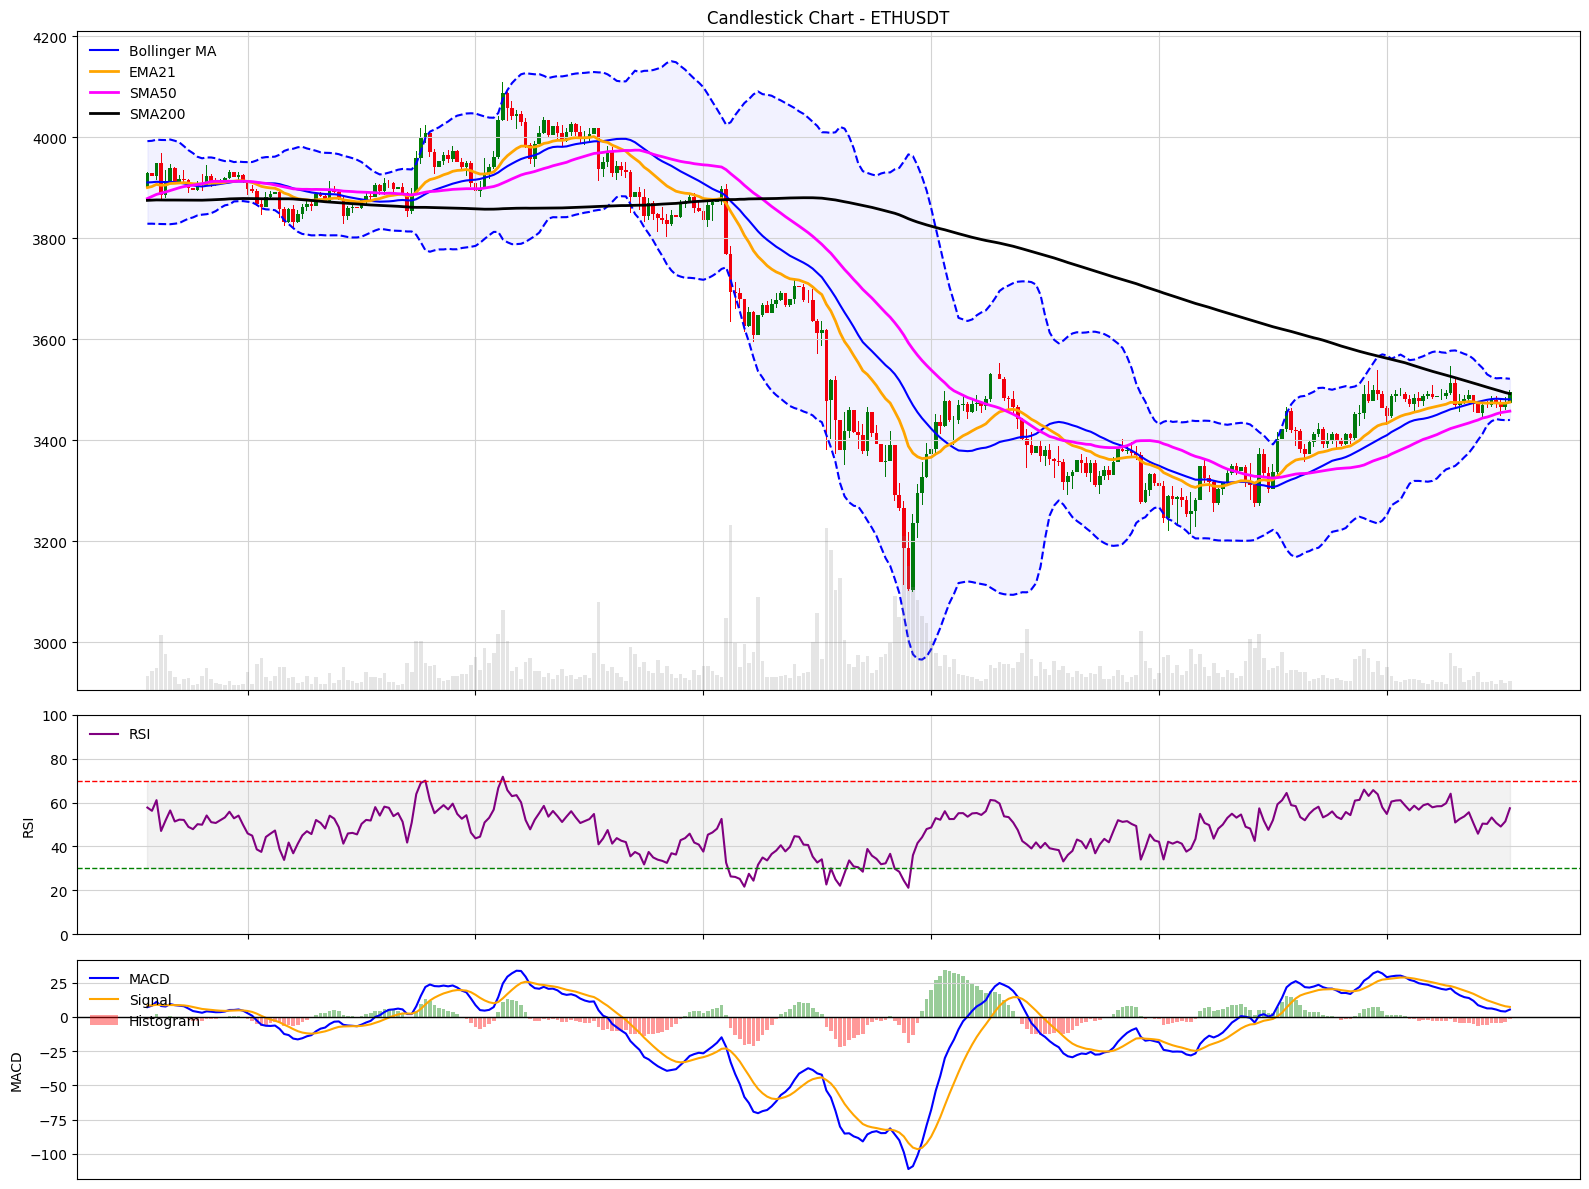 Candlestick Chart - ETHUSDT
Bollinger MA
EMA21
SMA50
SMA200
4200
4000
3800
3600
3400
3200
3000
RSI
RSI
100
80
60
40
20
0
MACD
Signal
Histogram
MACD
25
0
−25
−50
−75
−100